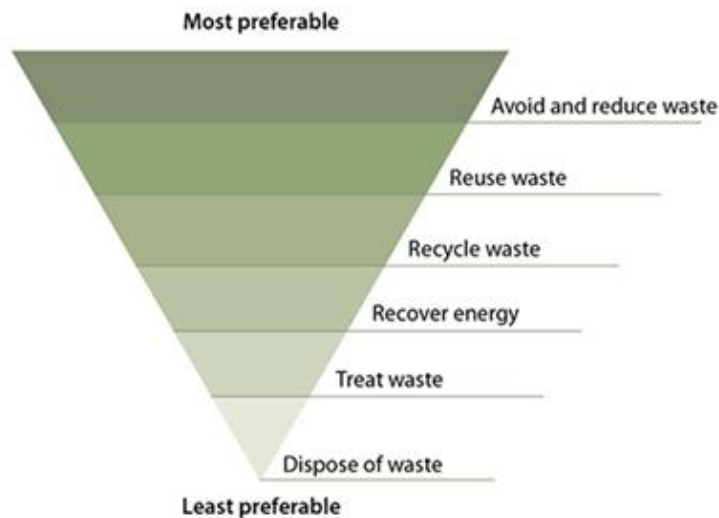 Most preferable
Avoid and reduce waste
Reuse waste
Recycle waste
Recover energy
Treat waste
Dispose of waste
Least preferable